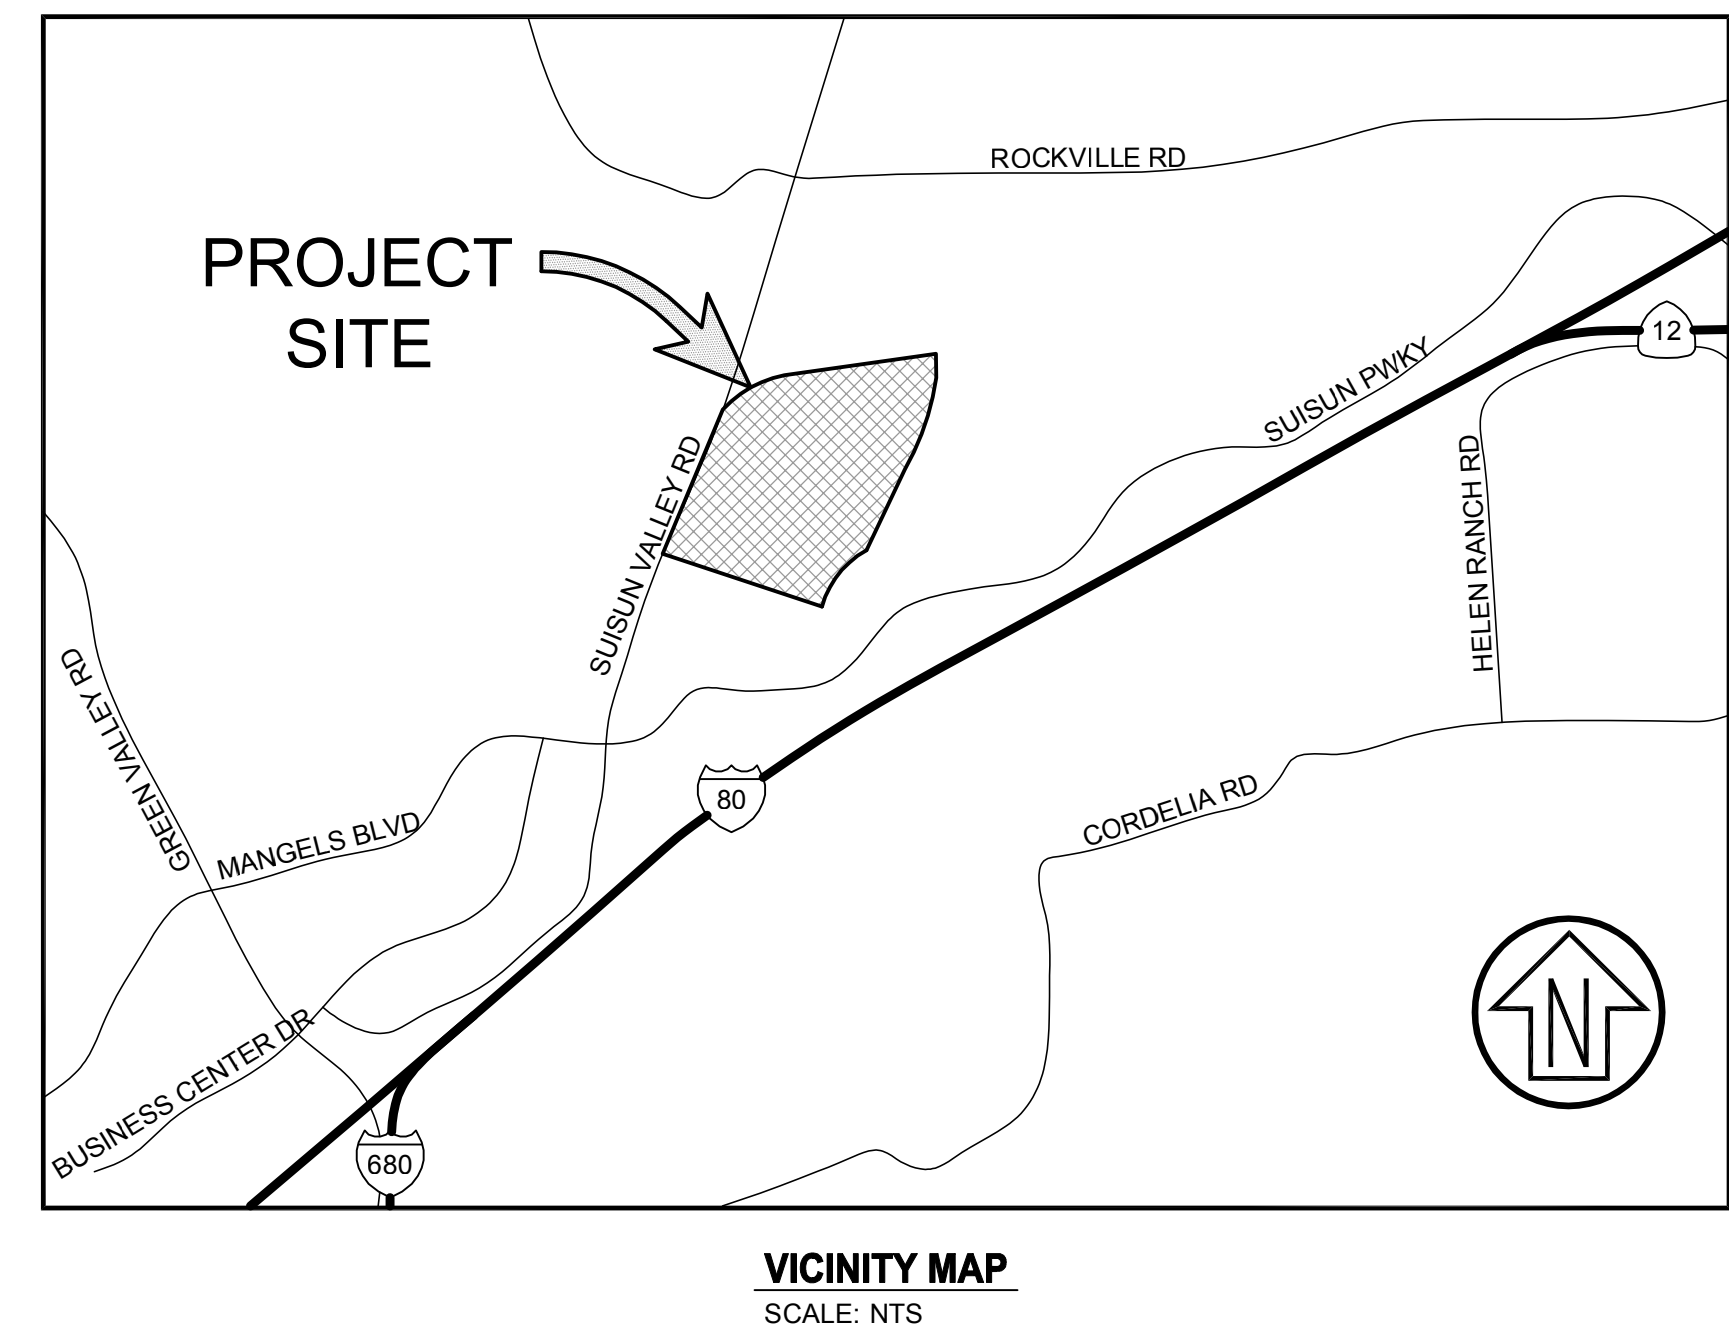 ROCKVILLE RD
PROJECT
SITE
12
SUISUN PWKY
SUISUN VALLEY RD
HELEN RANCH RD
GREEN VALLEY RD
80
CORDELIA RD
MANGELS BLVD
N
BUSINESS CENTER DR
680
VICINITY MAP
SCALE: NTS